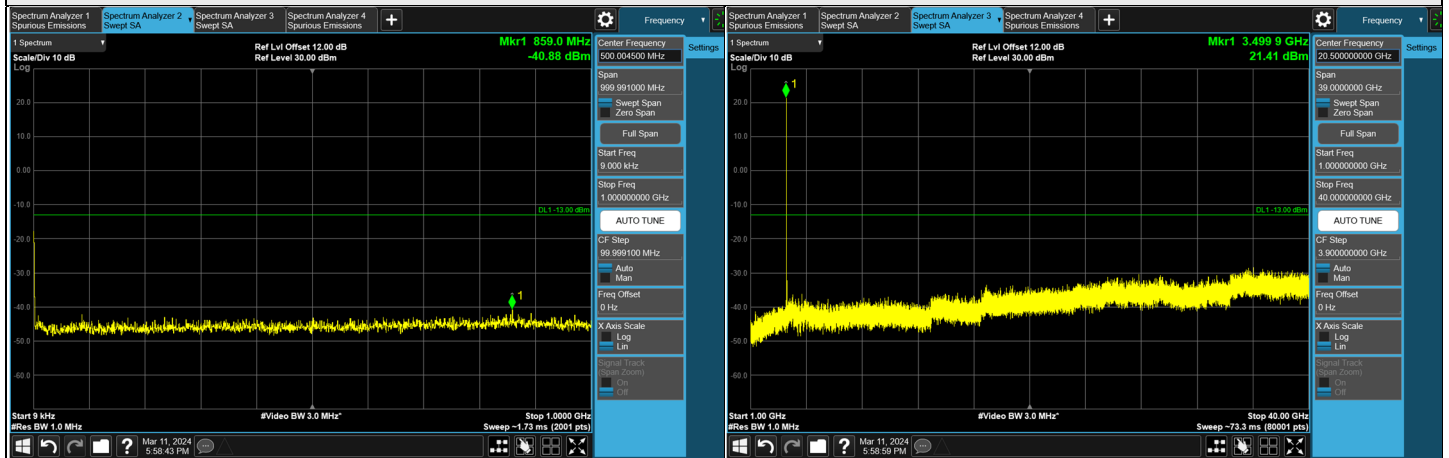 Spectrum Analyzer 1
Spurious Emissions
Spectrum Analyzer 2
Swept SA
Spectrum Analyzer 3
Swept SA
Spectrum Analyzer 4
Spurious Emissions
+
Frequency
1 Spectrum
Scale/Div 10 dB
Log
Ref Lvl Offset 12.00 dB
Ref Level 30.00 dBm
Mkr1 859.0 MHz
-40.88 dBm
20.0
10.0
0.00
-10.0
-20.0
-30.0
-40.0
-50.0
-60.0
DL1 -13.00 dBm
1
Start 9 kHz
#Video BW 3.0 MHz*
Stop 1.0000 GHz
#Res BW 1.0 MHz
Sweep ~1.73 ms (2001 pts)
Center Frequency
500.004500 MHz
Settings
Span
999.991000 MHz
Swept Span
Zero Span
Full Span
Start Freq
9.000 kHz
Stop Freq
1.000000000 GHz
AUTO TUNE
CF Step
99.999100 MHz
Auto
Man
Freq Offset
0 Hz
X Axis Scale
Log
Lin
Signal Track
(Span Zoom)
On
Off
?
Mar 11, 2024
5:58:43 PM
Spectrum Analyzer 1
Spurious Emissions
Spectrum Analyzer 2
Swept SA
Spectrum Analyzer 3
Swept SA
Spectrum Analyzer 4
Spurious Emissions
+
Frequency
1 Spectrum
Scale/Div 10 dB
Log
Ref Lvl Offset 12.00 dB
Ref Level 30.00 dBm
Mkr1 3.499 9 GHz
21.41 dBm
20.0
10.0
0.00
-10.0
-20.0
-30.0
-40.0
-50.0
-60.0
DL1 -13.00 dBm
1
Start 1.00 GHz
#Video BW 3.0 MHz*
Stop 40.00 GHz
#Res BW 1.0 MHz
Sweep ~73.3 ms (80001 pts)
Center Frequency
20.500000000 GHz
Settings
Span
39.0000000 GHz
Swept Span
Zero Span
Full Span
Start Freq
1.000000000 GHz
Stop Freq
40.000000000 GHz
AUTO TUNE
CF Step
3.900000000 GHz
Auto
Man
Freq Offset
0 Hz
X Axis Scale
Log
Lin
Signal Track
(Span Zoom)
On
Off
?
Mar 11, 2024
5:58:59 PM